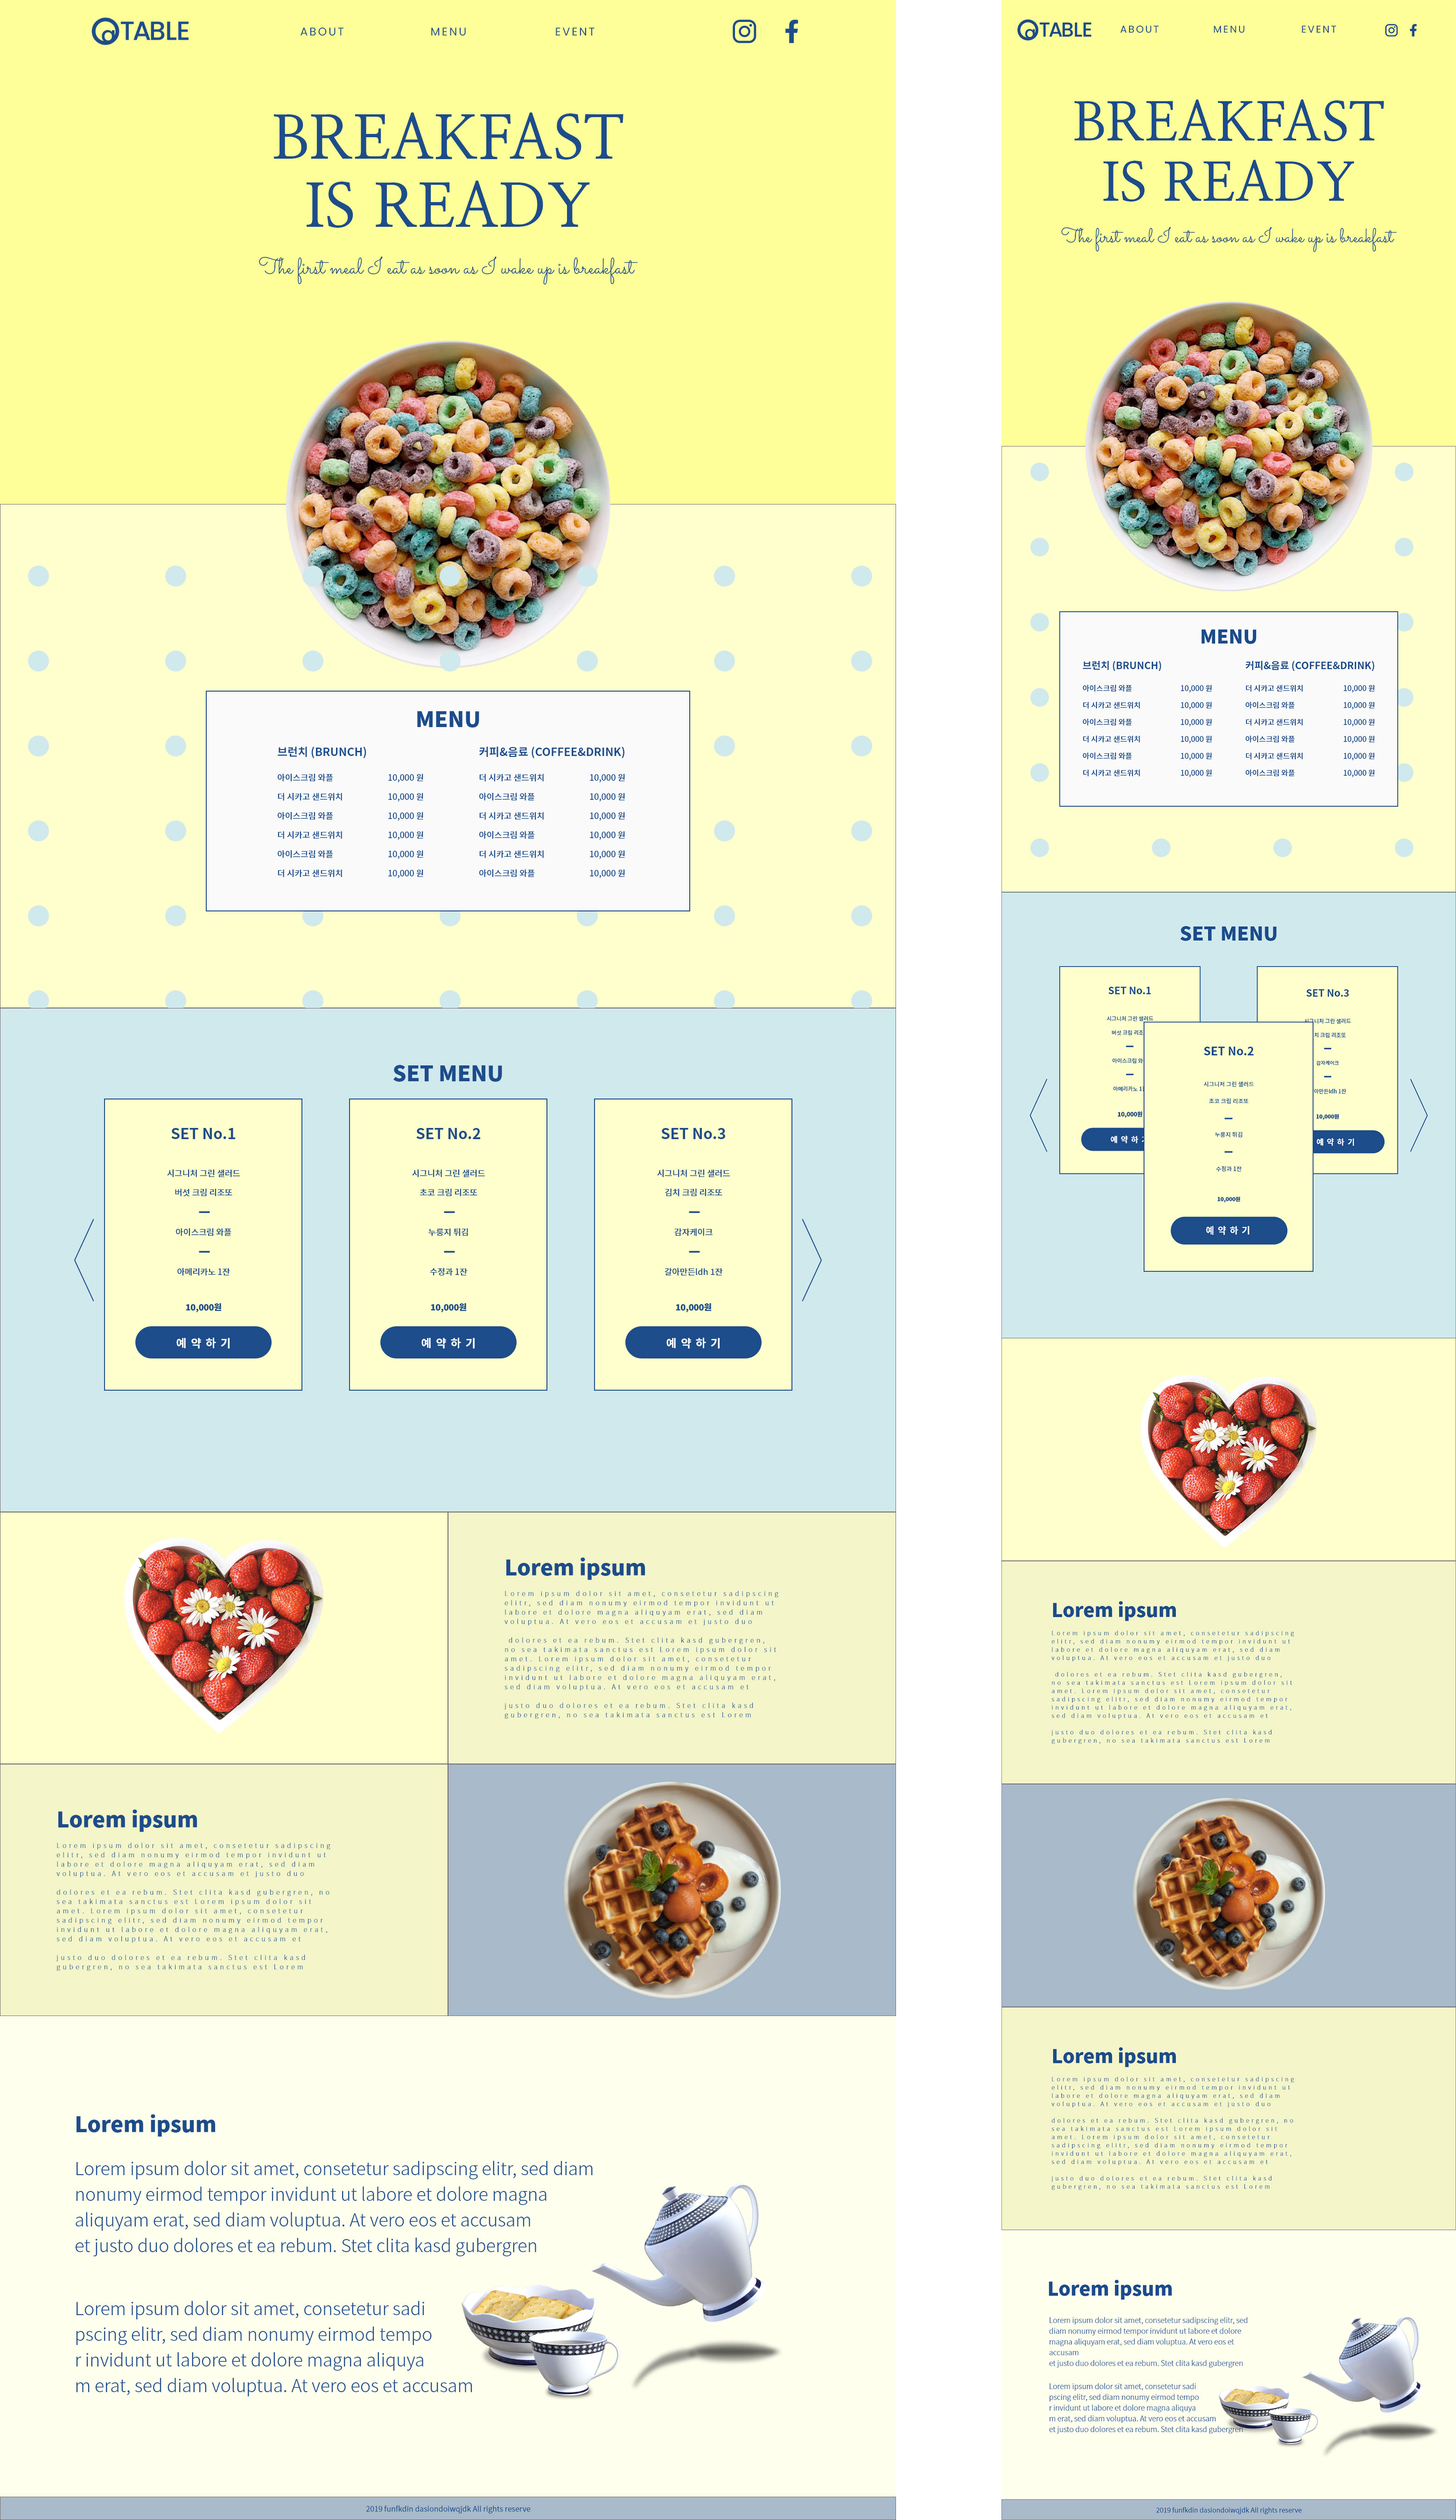 TABLE
ABOUT
MENU
EVENT
BREAKFAST
IS READY
The first meal I eat as soon as I wake up is breakfast
MENU
브런치 (BRUNCH)
아이스크림 와플 10,000 원
더 시카고 샌드위치 10,000 원
아이스크림 와플 10,000 원
더 시카고 샌드위치 10,000 원
아이스크림 와플 10,000 원
더 시카고 샌드위치 10,000 원
커피&음료 (COFFEE&DRINK)
더 시카고 샌드위치 10,000 원
아이스크림 와플 10,000 원
더 시카고 샌드위치 10,000 원
아이스크림 와플 10,000 원
더 시카고 샌드위치 10,000 원
아이스크림 와플 10,000 원
SET MENU
SET No.1
시그니처 그린 샐러드
버섯 크림 리조또
아이스크림 와플
아메리카노 1잔
10,000원
예약하기
SET No.2
시그니처 그린 샐러드
초코 크림 리조또
누룽지 튀김
수정과 1잔
10,000원
예약하기
SET No.3
시그니처 그린 샐러드
김치 크림 리조또
감자케이크
갈아만든ldh 1잔
10,000원
예약하기
Lorem ipsum
Lorem ipsum dolor sit amet, consetetur sadipscing
elitr, sed diam nonumy eirmod tempor invidunt ut
labore et dolore magna aliquyam erat, sed diam
voluptua. At vero eos et accusam et justo duo
dolores et ea rebum. Stet clita kasd gubergren,
no sea takimata sanctus est Lorem ipsum dolor sit
amet. Lorem ipsum dolor sit amet, consetetur
sadipscing elitr, sed diam nonumy eirmod tempor
invidunt ut labore et dolore magna aliquyam erat,
sed diam voluptua. At vero eos et accusam et
justo duo dolores et ea rebum. Stet clita kasd
gubergren, no sea takimata sanctus est Lorem
Lorem ipsum
Lorem ipsum dolor sit amet, consetetur sadipscing
elitr, sed diam nonumy eirmod tempor invidunt ut
labore et dolore magna aliquyam erat, sed diam
voluptua. At vero eos et accusam et justo duo
dolores et ea rebum. Stet clita kasd gubergren, no
sea takimata sanctus est Lorem ipsum dolor sit
amet. Lorem ipsum dolor sit amet, consetetur
sadipscing elitr, sed diam nonumy eirmod tempor
invidunt ut labore et dolore magna aliquyam erat,
sed diam voluptua. At vero eos et accusam et
justo duo dolores et ea rebum. Stet clita kasd
gubergren, no sea takimata sanctus est Lorem
Lorem ipsum
Lorem ipsum dolor sit amet, consetetur sadipscing elitr, sed diam
nonumy eirmod tempor invidunt ut labore et dolore magna
aliquyam erat, sed diam voluptua. At vero eos et accusam
et justo duo dolores et ea rebum. Stet clita kasd gubergren
Lorem ipsum dolor sit amet, consetetur sadi
pscing elitr, sed diam nonumy eirmod tempo
r invidunt ut labore et dolore magna aliquya
m erat, sed diam voluptua. At vero eos et accusam
2019 funfkdin dasiondoiwqjdk All rights reserve
TABLE
ABOUT
MENU
EVENT
BREAKFAST
IS READY
The first meal I eat as soon as I wake up is breakfast
MENU
브런치 (BRUNCH)
아이스크림 와플 10,000 원
더 시카고 샌드위치 10,000 원
아이스크림 와플 10,000 원
더 시카고 샌드위치 10,000 원
아이스크림 와플 10,000 원
더 시카고 샌드위치 10,000 원
커피&음료 (COFFEE&DRINK)
더 시카고 샌드위치 10,000 원
아이스크림 와플 10,000 원
더 시카고 샌드위치 10,000 원
아이스크림 와플 10,000 원
더 시카고 샌드위치 10,000 원
아이스크림 와플 10,000 원
SET MENU
SET No.1
시그니처 그린 샐러드
버섯 크림 리조
아이스크림 와
아메리카노 1
10,000원
예약하
SET No.2
시그니처 그린 샐러드
초코 크림 리조또
누룽지 튀김
수정과 1잔
10,000원
예약하기
SET No.3
시그니처 그린 샐러드
치 크림 리조또
감자케이크
아만든ldh 1잔
10,000원
예약하기
Lorem ipsum
Lorem ipsum dolor sit amet, consetetur sadipscing
elitr, sed diam nonumy eirmod tempor invidunt ut
labore et dolore magna aliquyam erat, sed diam
voluptua. At vero eos et accusam et justo duo
dolores et ea rebum. Stet clita kasd gubergren,
no sea takimata sanctus est Lorem ipsum dolor sit
amet. Lorem ipsum dolor sit amet, consetetur
sadipscing elitr, sed diam nonumy eirmod tempor
invidunt ut labore et dolore magna aliquyam erat,
sed diam voluptua. At vero eos et accusam et
justo duo dolores et ea rebum. Stet clita kasd
gubergren, no sea takimata sanctus est Lorem
Lorem ipsum
Lorem ipsum dolor sit amet, consetetur sadipscing
elitr, sed diam nonumy eirmod tempor invidunt ut
labore et dolore magna aliquyam erat, sed diam
voluptua. At vero eos et accusam et justo duo
dolores et ea rebum. Stet clita kasd gubergren, no
sea takimata sanctus est Lorem ipsum dolor sit
amet. Lorem ipsum dolor sit amet, consetetur
sadipscing elitr, sed diam nonumy eirmod tempor
invidunt ut labore et dolore magna aliquyam erat,
sed diam voluptua. At vero eos et accusam et
justo duo dolores et ea rebum. Stet clita kasd
gubergren, no sea takimata sanctus est Lorem
Lorem ipsum
Lorem ipsum dolor sit amet, consetetur sadipscing elitr, sed
diam nonumy eirmod tempor invidunt ut labore et dolore
magna aliquyam erat, sed diam voluptua. At vero eos et
accusam
et justo duo dolores et ea rebum. Stet clita kasd gubergren
Lorem ipsum dolor sit amet, consetetur sadi
pscing elitr, sed diam nonumy eirmod tempo
r invidunt ut labore et dolore magna aliquya
m erat, sed diam voluptua. At vero eos et accusam
et justo duo dolores et ea rebum. Stet clita kasd gubergren
2019 funfkdin dasiondoiwqjdk All rights reserve